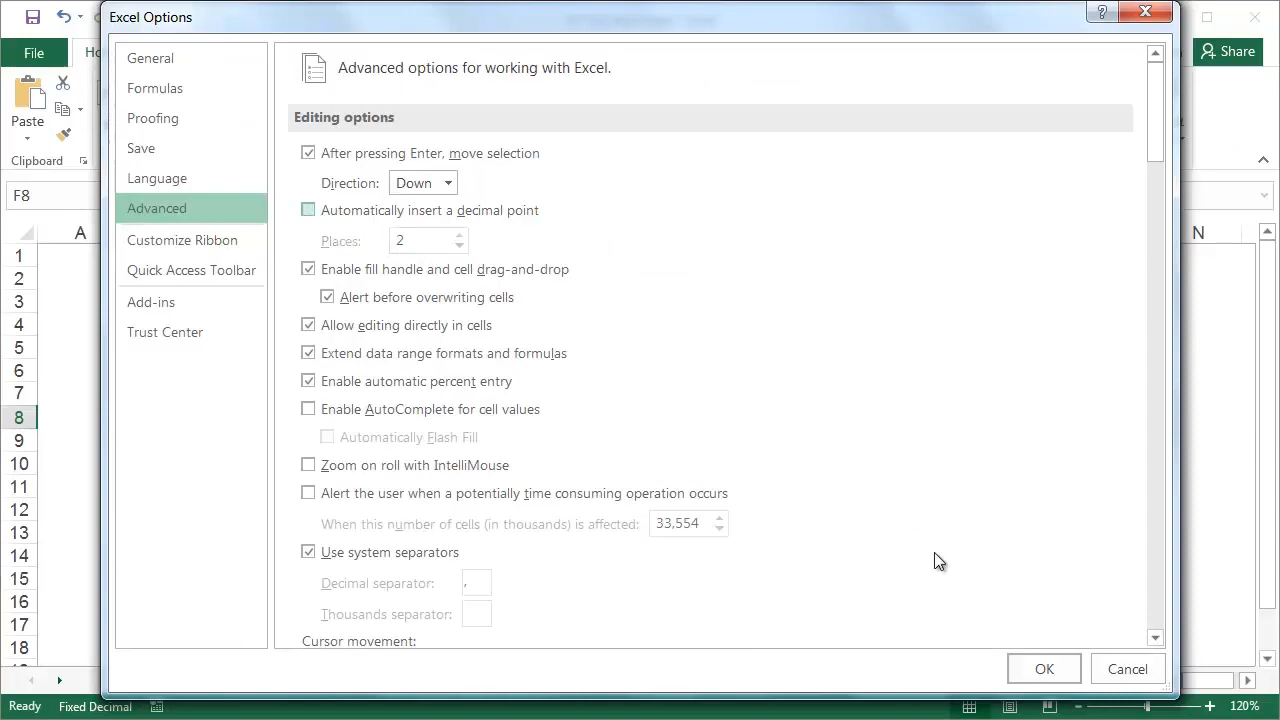 Excel Options
File
Ho
Share
Paste
Clipboard
F8
A
N
1
2
3
4
5
6
7
8
9
10
11
12
13
14
15
16
17
18
General
Formulas
Proofing
Save
Language
Advanced
Customize Ribbon
Quick Access Toolbar
Add-ins
Trust Center
Advanced options for working with Excel.
Editing options
After pressing Enter, move selection
Direction: Down
Automatically insert a decimal point
Places: 2
Enable fill handle and cell drag-and-drop
Alert before overwriting cells
Allow editing directly in cells
Extend data range formats and formulas
Enable automatic percent entry
Enable AutoComplete for cell values
Automatically Flash Fill
Zoom on roll with IntelliMouse
Alert the user when a potentially time consuming operation occurs
When this number of cells (in thousands) is affected: 33,554
Use system separators
Decimal separator: ,
Thousands separator:
Cursor movement:
OK Cancel
Ready Fixed Decimal 120%